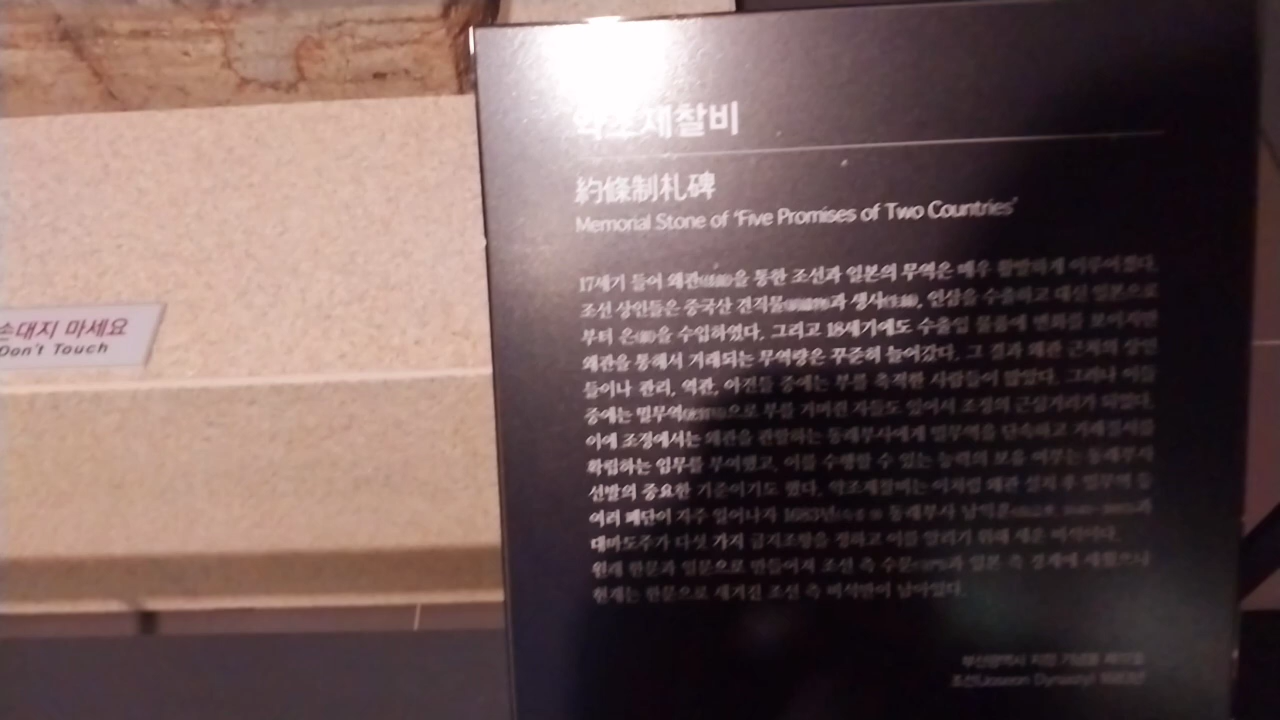 약조제찰비
約條制札碑
Memorial Stone of 'Five Promises of Two Countries'
17세기 들어 왜관을 통한 조선과 일본의 무역은 매우 활발하게 이루어졌다.
조선 상인들은 중국산 견직물과 생사, 인삼을 수출하고 대신 일본으로
부터 은(銀)을 수입하였다. 그리고 18세기에도 수출입 물품에 변화를 보이지만
왜관을 통해서 거래되는 무역량은 꾸준히 늘어갔다. 그 결과 왜관 근처의 상인
들이나 관리, 역관, 아전들 중에는 부를 축적한 사람들이 많았다. 그러나 이들
중에는 밀무역으로 부를 거머쥔 자들도 있어서 조정의 근심거리가 되었다.
이에 조정에서는 왜관을 관할하는 동래부사에게 밀무역을 단속하고 거래질서를
확립하는 임무를 부여했고, 이를 수행할 수 있는 능력의 보유 여부는 동래부사
선발의 중요한 기준이기도 했다. 약조제찰비는 이처럼 왜관 설치 후 밀무역 등
여러 폐단이 자주 일어나자 1683년 동래부사 남익훈과
대마도주가 다섯 가지 금지조항을 정하고 이를 알리기 위해 세운 비석이다.
원래 한문과 일문으로 만들어져 조선 측 수문과 일본 측 경계에 세웠으나
현재는 한문으로 새겨진 조선 측 비석만이 남아있다.
부산광역시 지정 기념물
조선(Joseon Dynasty)
손대지 마세요
Don't Touch